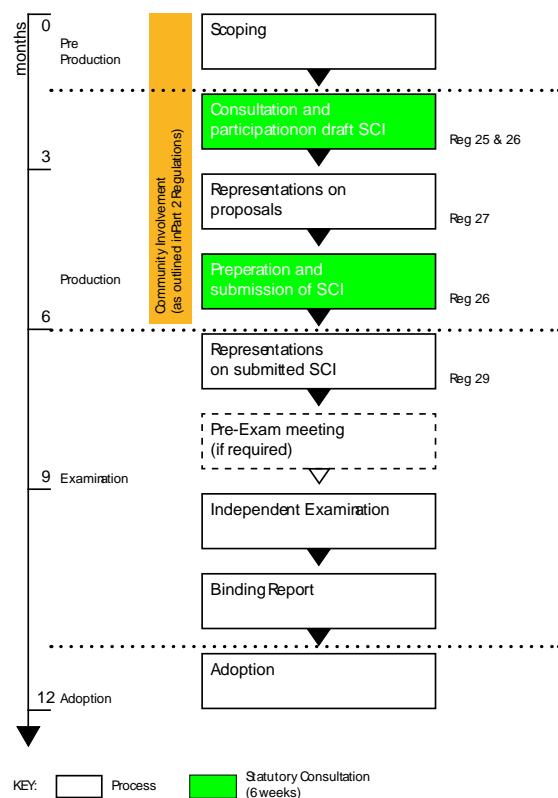 months
0
Pre
Production
3
Production
6
9
Examination
12
Adoption
Community Involvement
(as outlined inPart 2 Regulations)
Scoping
Consultation and
participationon draft SCI
Reg 25 & 26
Representations on
proposals
Reg 27
Preperation and
submission of SCI
Reg 26
Representations
on submitted SCI
Reg 29
Pre-Exam meeting
(if required)
Independent Examination
Binding Report
Adoption
KEY:
Process
Statutory Consultation
(6 weeks)